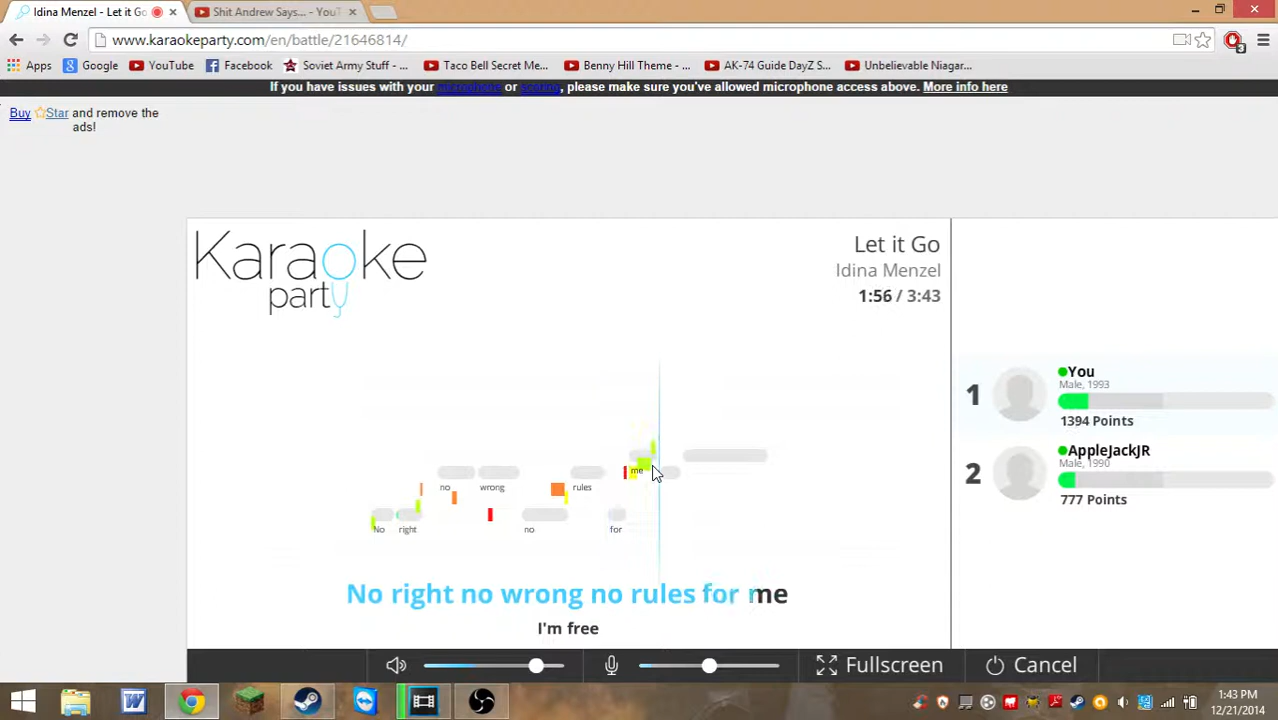 Idina Menzel - Let it Go
Shit Andrew Says... - YouT
www.karaokeparty.com/en/battle/21646814/
3
Apps Google YouTube Facebook Soviet Army Stuff - ... Taco Bell Secret Me... Benny Hill Theme - ... AK-74 Guide DayZ S... Unbelievable Niagar...
If you have issues with your microphone or scoring, please make sure you've allowed microphone access above. More info here
Buy Star and remove the
ads!
Karaoke
party
Let it Go
Idina Menzel
1:56 / 3:43
1
You
Male, 1993
1394 Points
2
AppleJackJR
Male, 1990
777 Points
me
no wrong rules
No right no for
No right no wrong no rules for me
I'm free
Fullscreen
Cancel
1:43 PM
12/21/2014